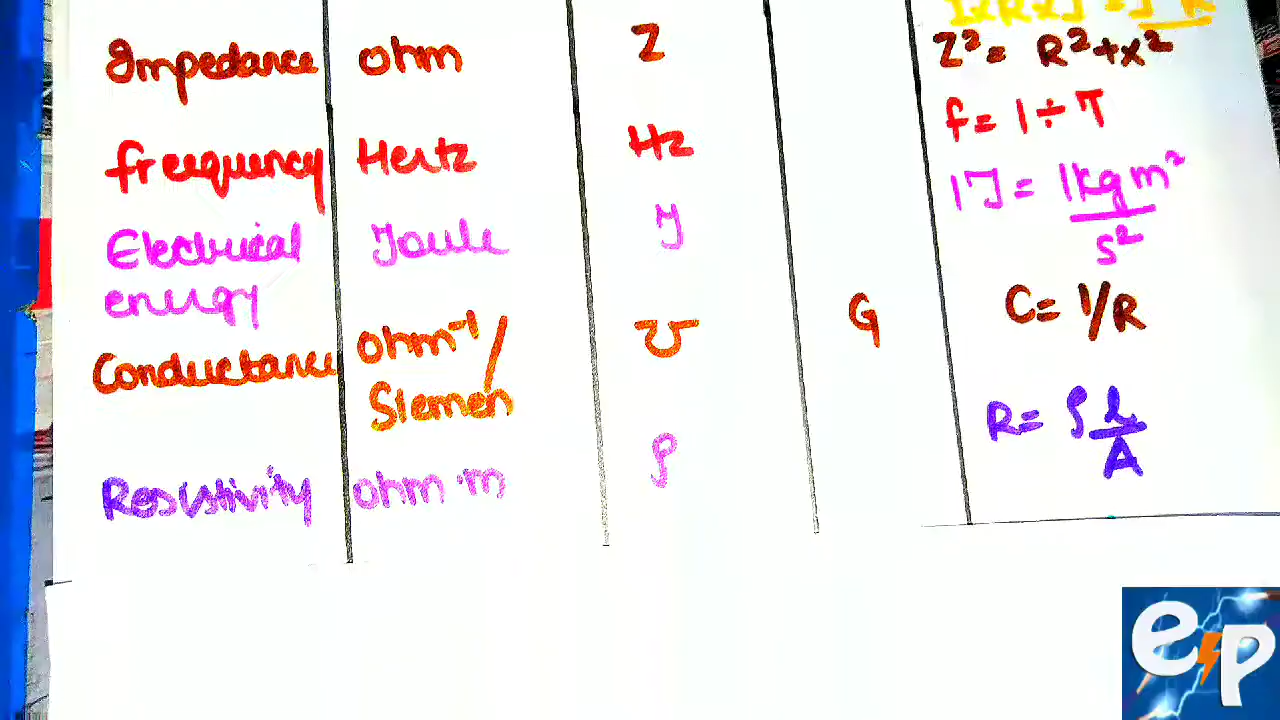 Impedance ohm Z Z² = R²+x²
frequency Hertz Hz f = 1 ÷ T
Electrical energy Joule J 1J = 1kg m² / s²
Conductance ohm⁻¹/ Siemen ℧ G C = 1/R
Resistivity ohm·m ρ R = ρ l/A
ep